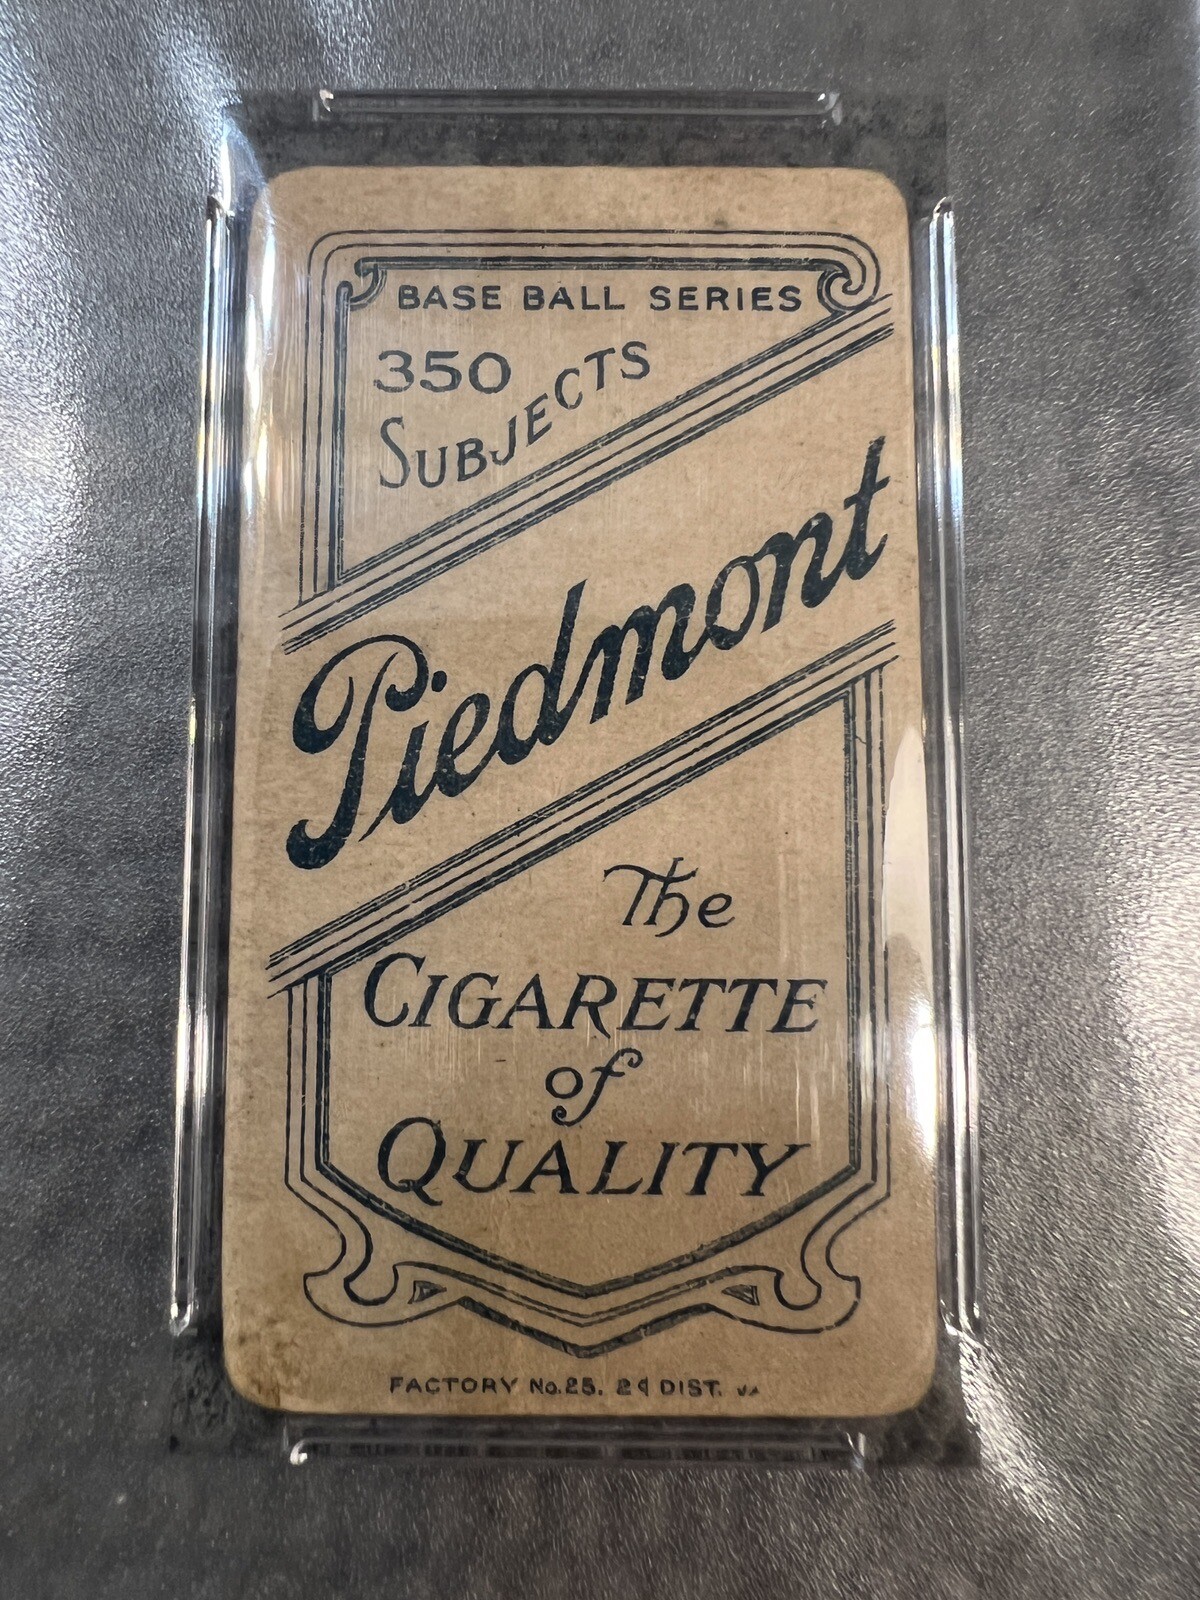 BASE BALL SERIES
350
SUBJECTS
Piedmont
The
CIGARETTE
of
QUALITY
FACTORY No. 25. 2d DIST. VA